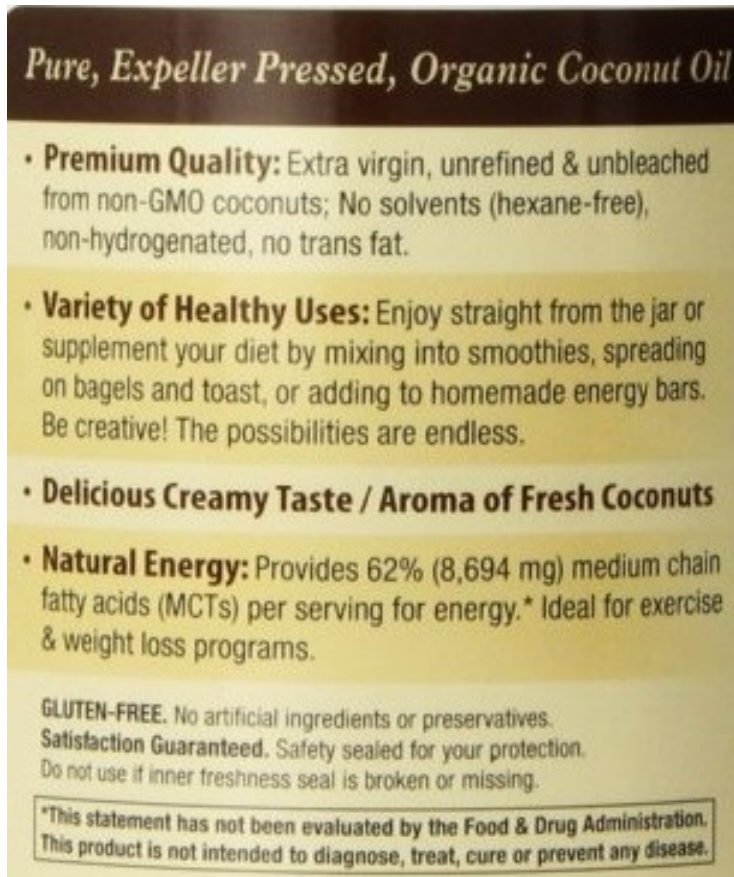 Pure, Expeller Pressed, Organic Coconut Oil
• Premium Quality: Extra virgin, unrefined & unbleached
from non-GMO coconuts; No solvents (hexane-free),
non-hydrogenated, no trans fat.
• Variety of Healthy Uses: Enjoy straight from the jar or
supplement your diet by mixing into smoothies, spreading
on bagels and toast, or adding to homemade energy bars.
Be creative! The possibilities are endless.
• Delicious Creamy Taste / Aroma of Fresh Coconuts
• Natural Energy: Provides 62% (8,694 mg) medium chain
fatty acids (MCTs) per serving for energy.* Ideal for exercise
& weight loss programs.
GLUTEN-FREE. No artificial ingredients or preservatives.
Satisfaction Guaranteed. Safety sealed for your protection.
Do not use if inner freshness seal is broken or missing.
*This statement has not been evaluated by the Food & Drug Administration.
This product is not intended to diagnose, treat, cure or prevent any disease.